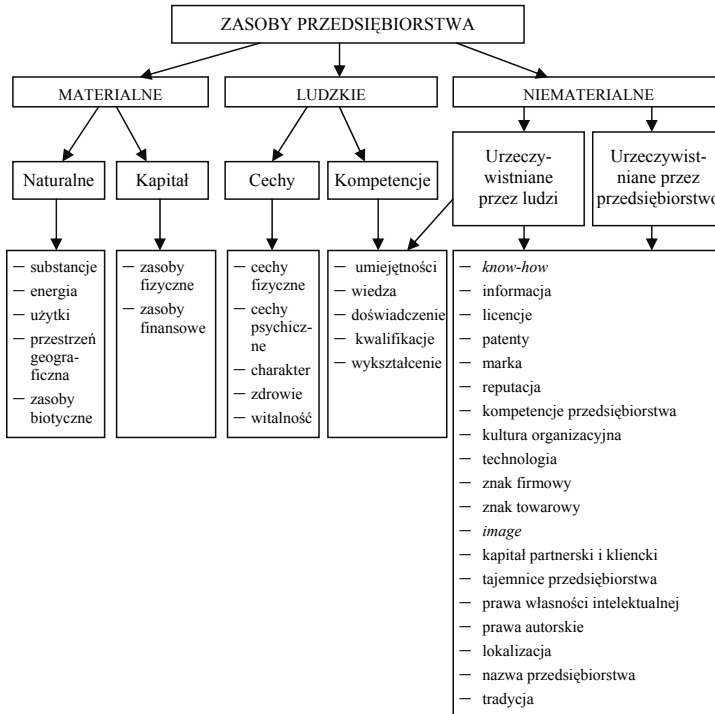 ZASOBY PRZEDSIĘBIORSTWA
MATERIALNE
LUDZKIE
NIEMATERIALNE
Naturalne
Kapitał
Cechy
Kompetencje
Urzeczy-
wistniane
przez ludzi
Urzeczywist-
niane przez
przedsiębiorstwo
— substancje
— energia
— użytki
— przestrzeń
geogra-
ficzna
— zasoby
biotyczne
— zasoby
fizyczne
— zasoby
finansowe
— cechy
fizyczne
— cechy
psychicz-
ne
— charakter
— zdrowie
— witalność
— umiejętności
— wiedza
— doświadczenie
— kwalifikacje
— wykształcenie
— know-how
— informacja
— licencje
— patenty
— marka
— reputacja
— kompetencje przedsiębiorstwa
— kultura organizacyjna
— technologia
— znak firmowy
— znak towarowy
— image
— kapitał partnerski i kliencki
— tajemnice przedsiębiorstwa
— prawa własności intelektualnej
— prawa autorskie
— lokalizacja
— nazwa przedsiębiorstwa
— tradycja